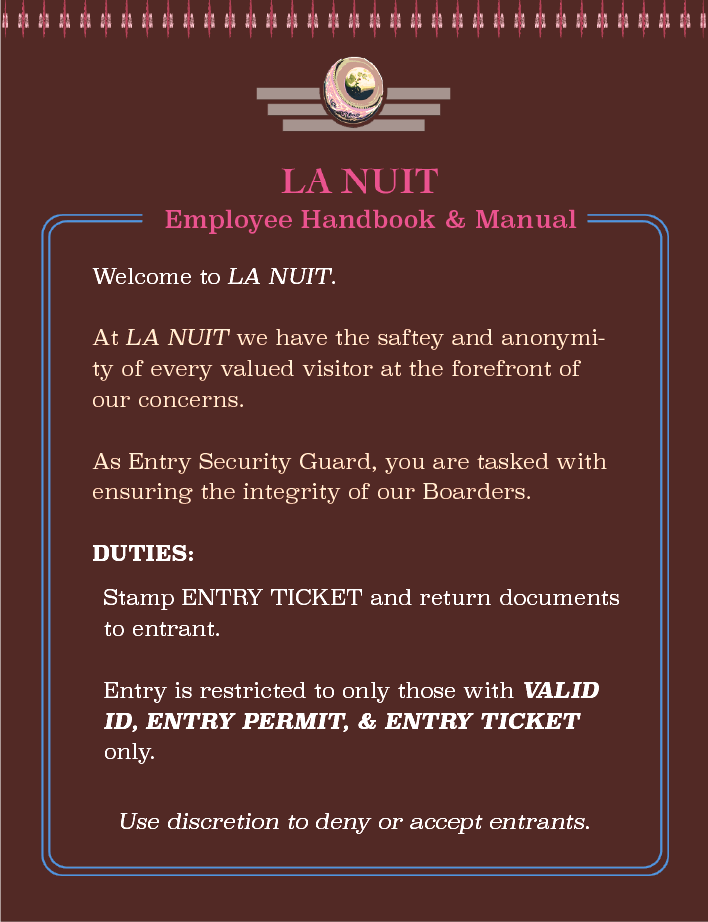 LA NUIT
Employee Handbook & Manual
Welcome to LA NUIT.
At LA NUIT we have the saftey and anonymi-
ty of every valued visitor at the forefront of
our concerns.
As Entry Security Guard, you are tasked with
ensuring the integrity of our Boarders.
DUTIES:
Stamp ENTRY TICKET and return documents
to entrant.
Entry is restricted to only those with VALID
ID, ENTRY PERMIT, & ENTRY TICKET
only.
Use discretion to deny or accept entrants.